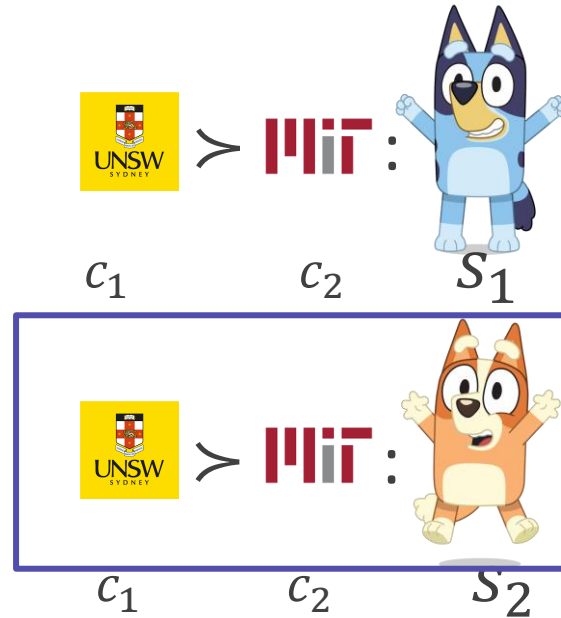 UNSW
SYDNEY
≻ MiT :
c₁ c₂ S₁
UNSW
SYDNEY
≻ MiT :
c₁ c₂ S₂